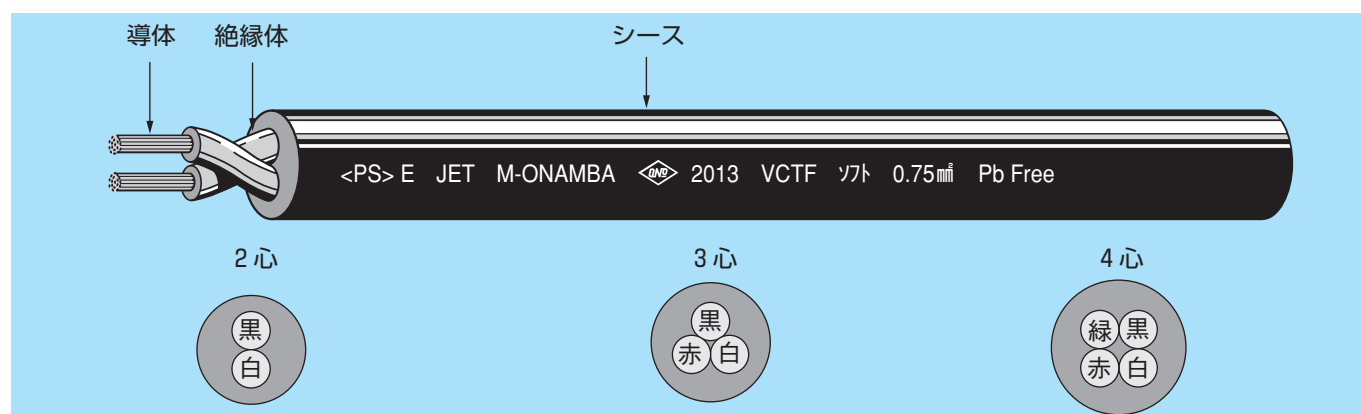 導体 絶縁体 シース
<PS> E JET M-ONAMBA ONB 2013 VCTF ソフト 0.75㎟ Pb Free
2心 3心 4心
黒 黒 緑 黒
白 赤 白 赤 白